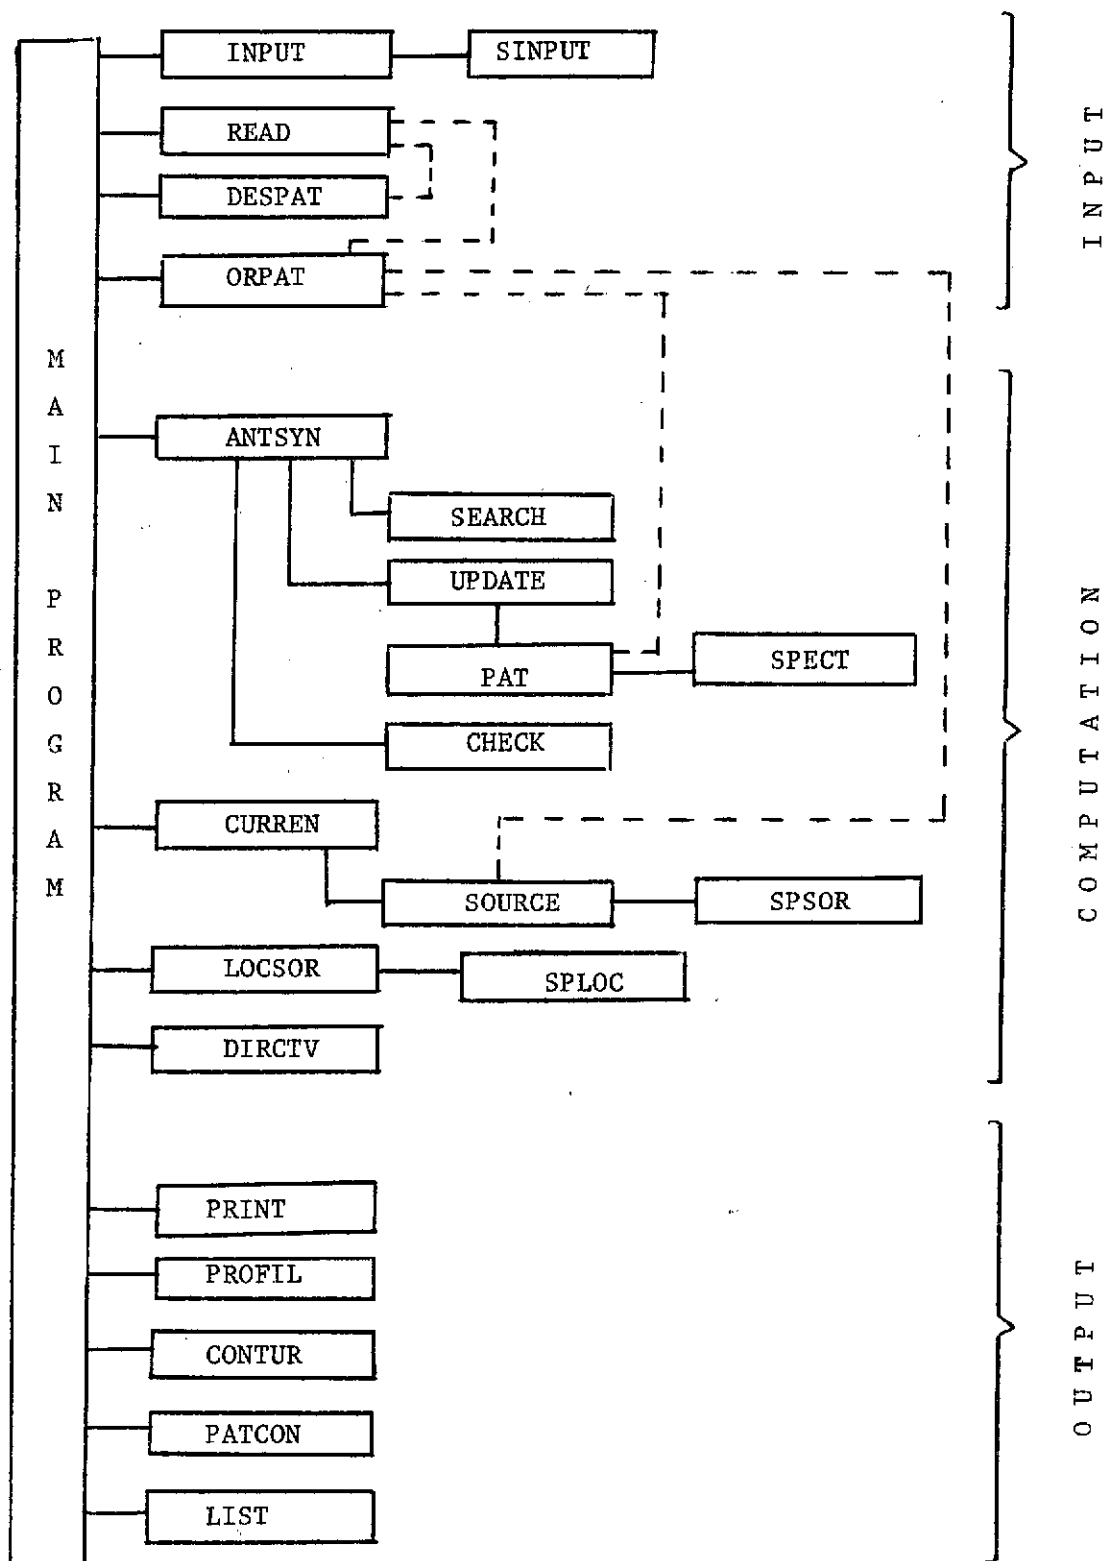 INPUT SINPUT
READ
DESPAT
ORPAT
INPUT
MAIN PROGRAM
ANTSYN
SEARCH
UPDATE
PAT SPECT
CHECK
CURREN
SOURCE SPSOR
LOCSOR SPLOC
DIRCTV
COMPUTATION
PRINT
PROFIL
CONTUR
PATCON
LIST
OUTPUT